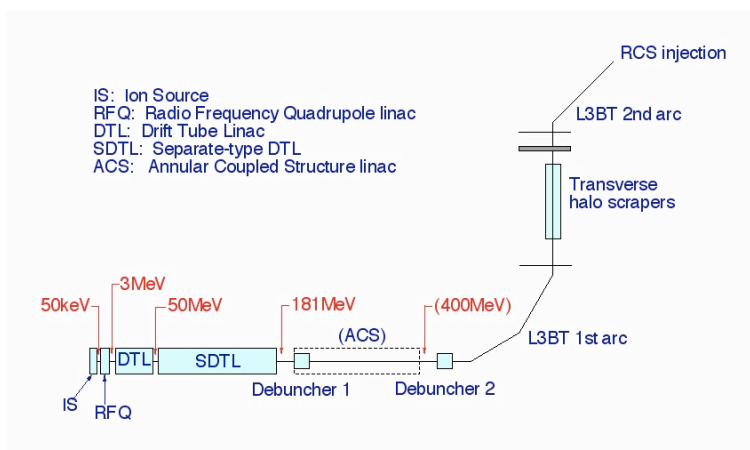 RCS injection
IS: Ion Source
RFQ: Radio Frequency Quadrupole linac
DTL: Drift Tube Linac
SDTL: Separate-type DTL
ACS: Annular Coupled Structure linac
L3BT 2nd arc
Transverse
halo scrapers
3MeV
50keV
50MeV
181MeV
(400MeV)
(ACS)
L3BT 1st arc
DTL
SDTL
Debuncher 1
Debuncher 2
IS
RFQ